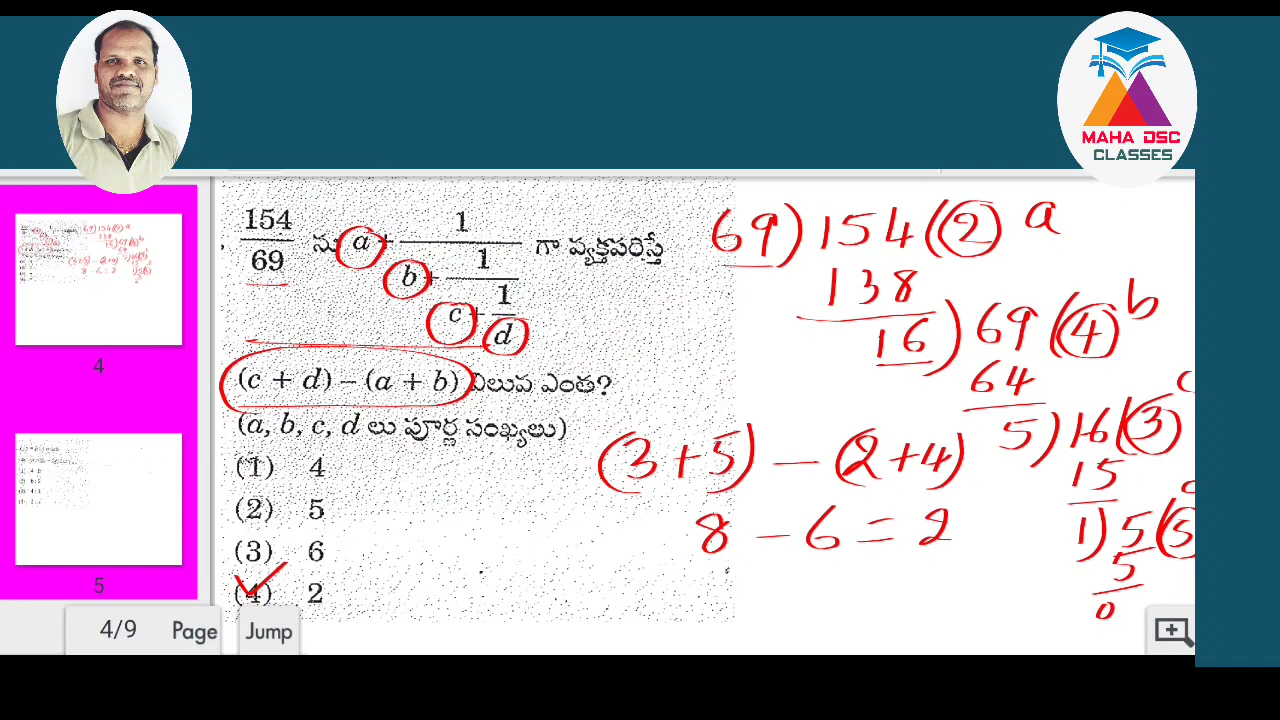 MAHA DSC
CLASSES
154/69 ను a + 1/(b + 1/(c + 1/d)) గా వ్యక్తపరిస్తే
(c + d) – (a + b) విలువ ఎంత?
(a, b, c, d లు పూర్ణ సంఖ్యలు)
(1) 4
(2) 5
(3) 6
(4) 2
69) 154 (2 a
138
16) 69 (4 b
64
5) 16 (3
15
1) 5 (5
5
0
(3+5) – (2+4)
8 – 6 = 2
4
5
4/9 Page Jump